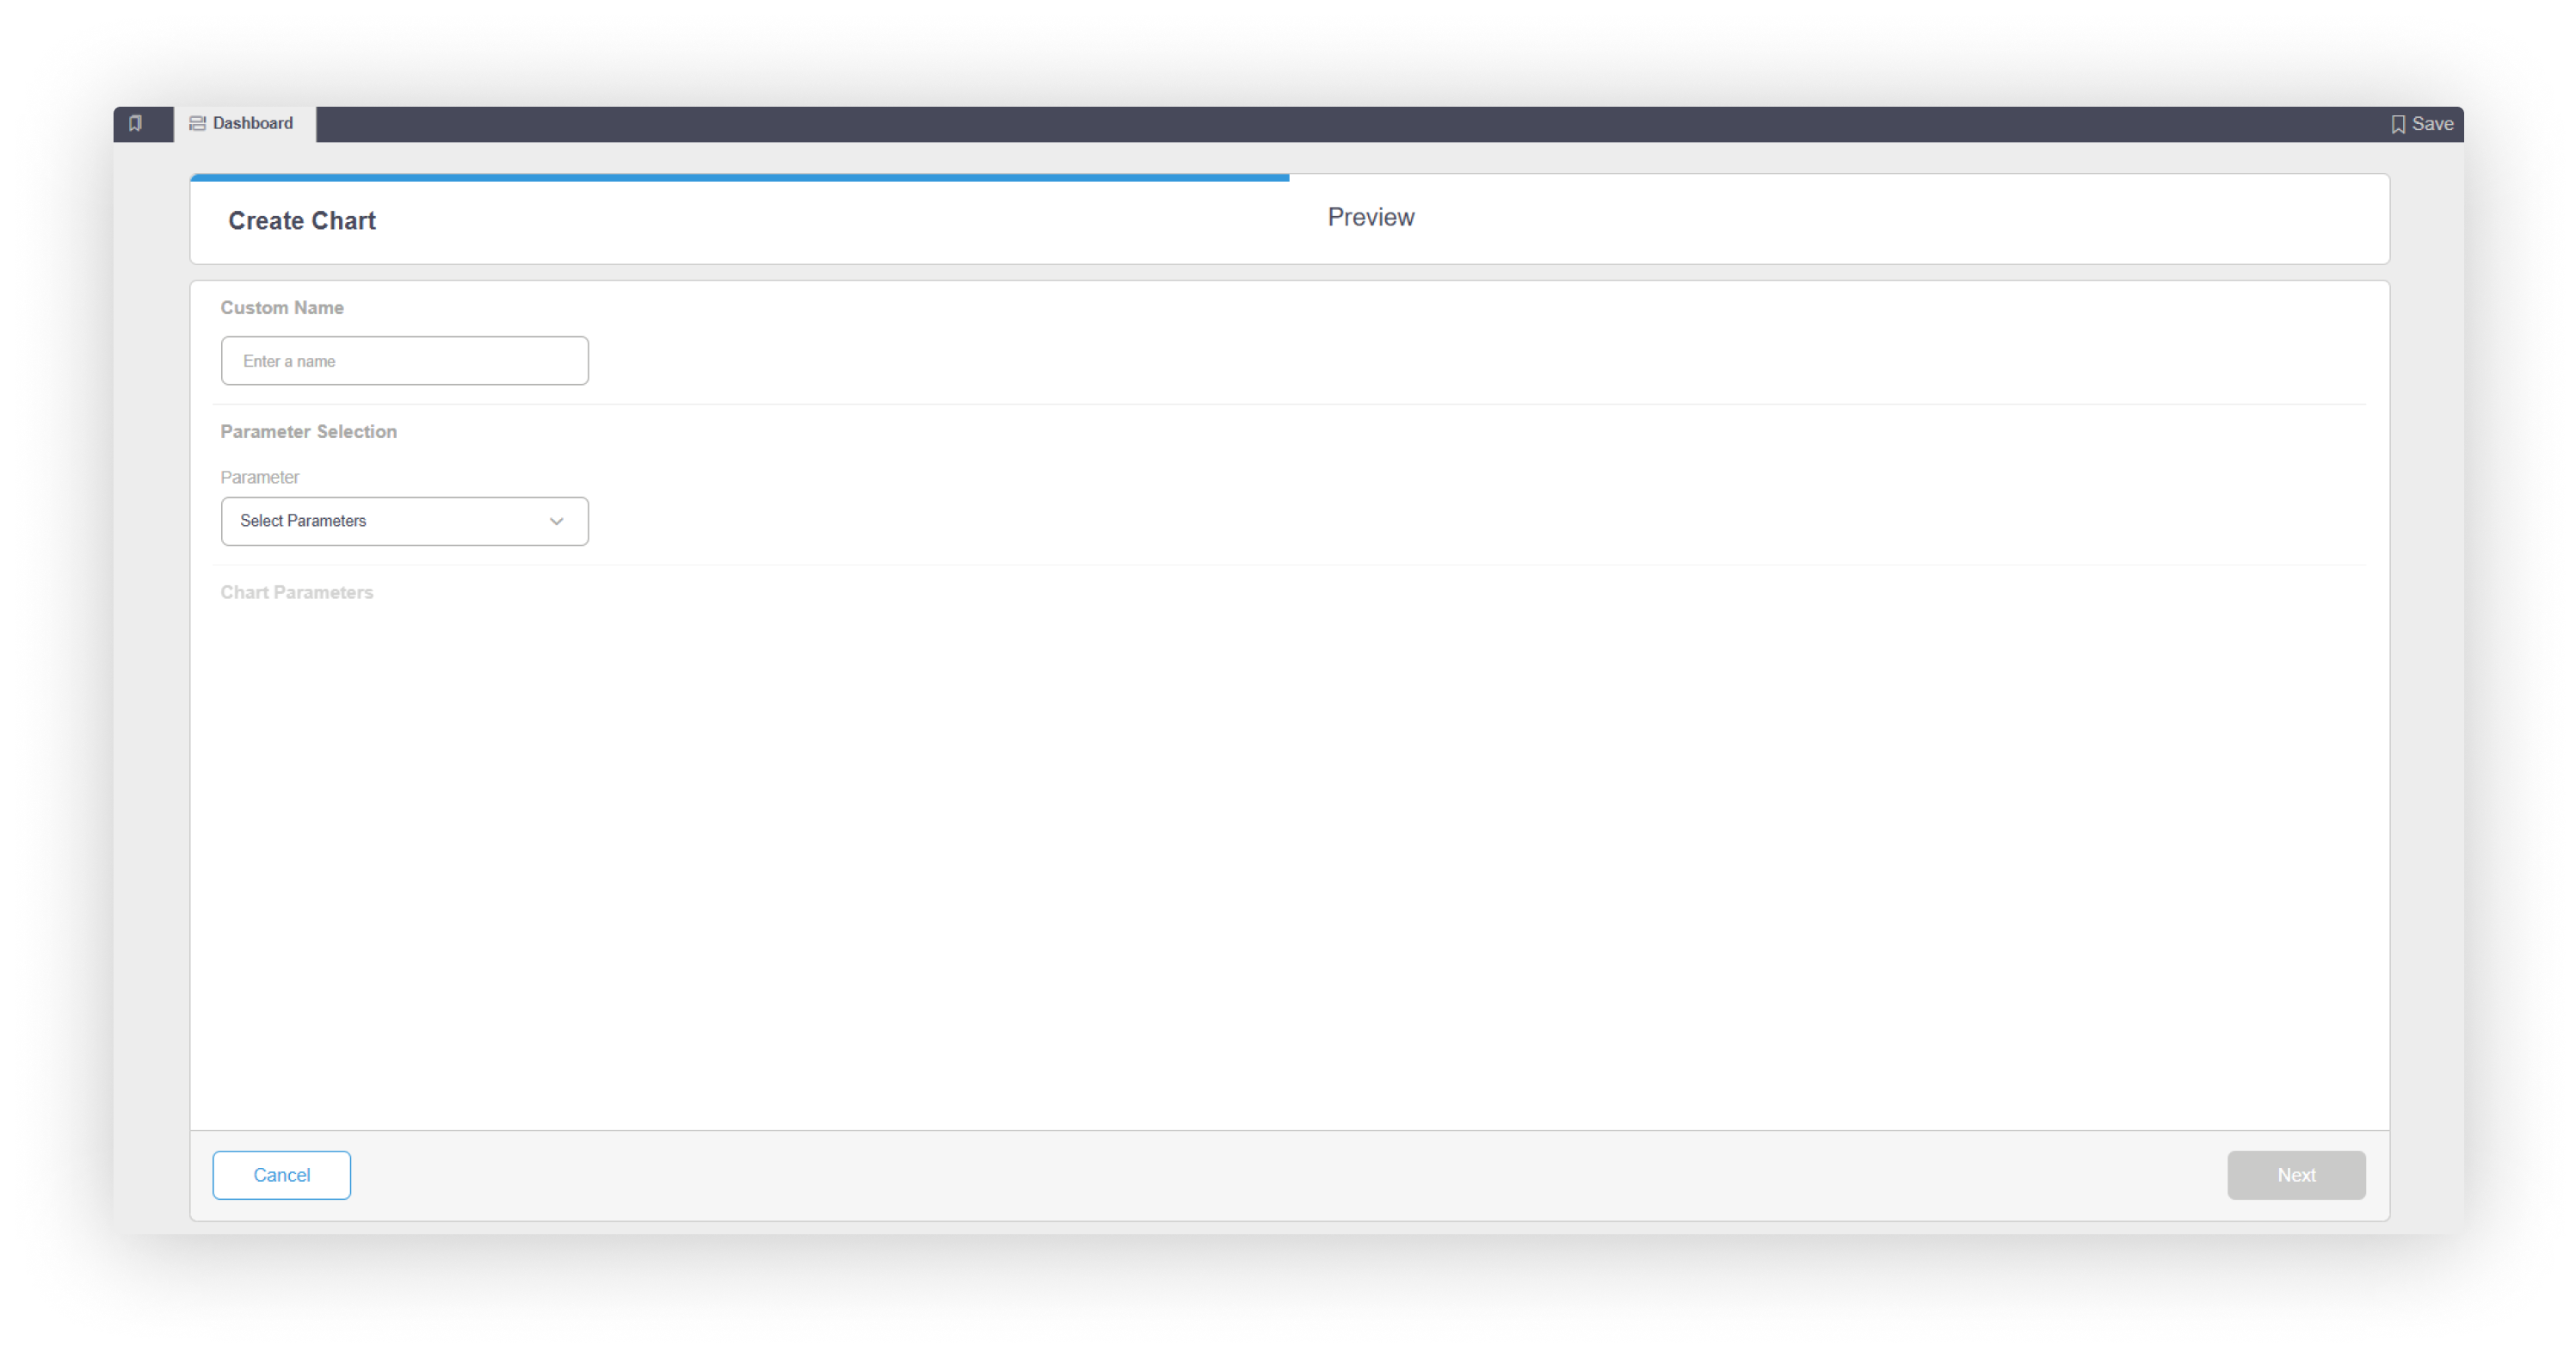 Dashboard
Save
Create Chart
Preview
Custom Name
Enter a name
Parameter Selection
Parameter
Select Parameters
Chart Parameters
Cancel
Next